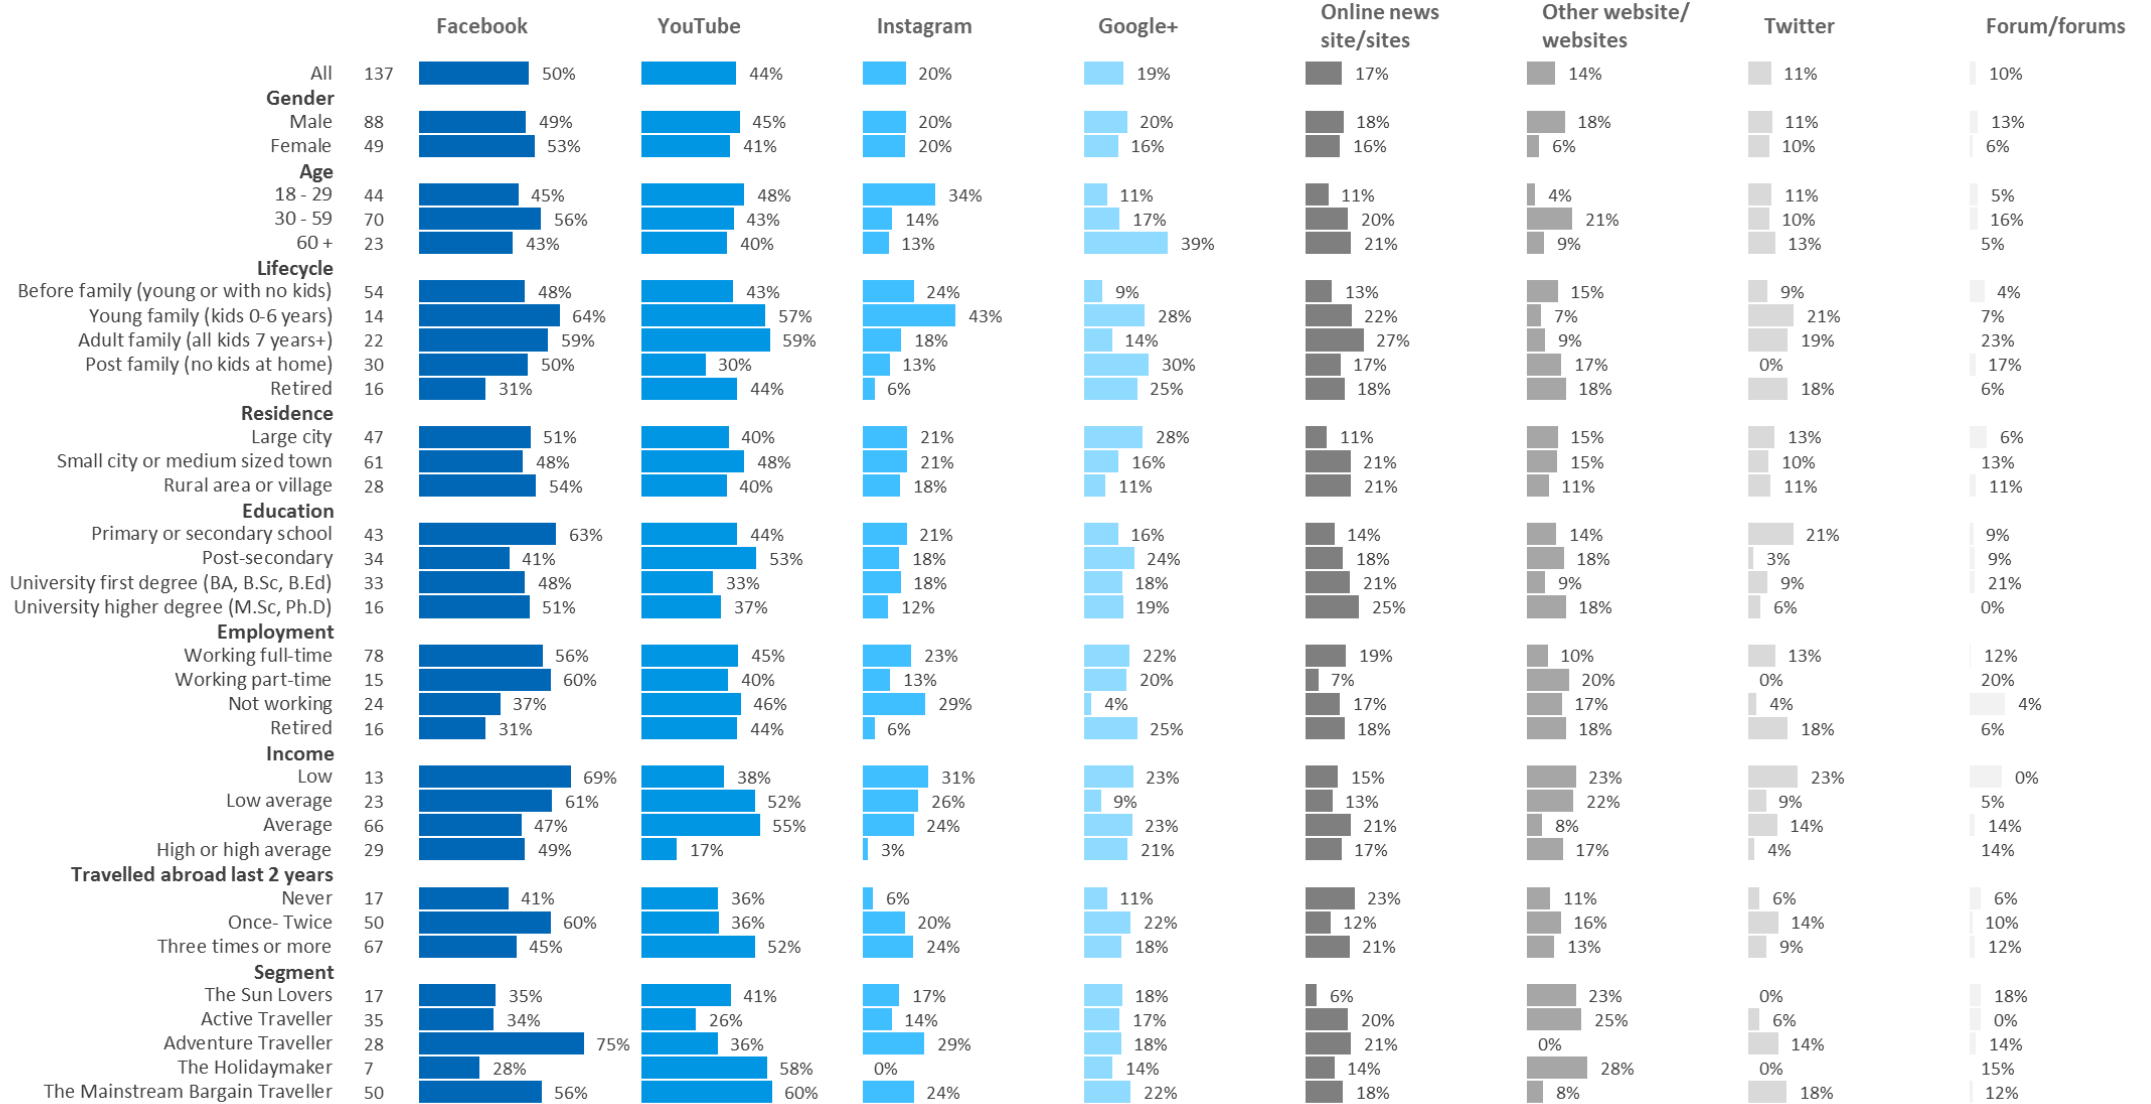 Facebook YouTube Instagram Google+ Online news site/sites Other website/ websites Twitter Forum/forums
All 137 50% 44% 20% 19% 17% 14% 11% 10%
Gender
Male 88 49% 45% 20% 20% 18% 18% 11% 13%
Female 49 53% 41% 20% 16% 16% 6% 10% 6%
Age
18 - 29 44 45% 48% 34% 11% 11% 4% 11% 5%
30 - 59 70 56% 43% 14% 17% 20% 21% 10% 16%
60 + 23 43% 40% 13% 39% 21% 9% 13% 5%
Lifecycle
Before family (young or with no kids) 54 48% 43% 24% 9% 13% 15% 9% 4%
Young family (kids 0-6 years) 14 64% 57% 43% 28% 22% 7% 21% 7%
Adult family (all kids 7 years+) 22 59% 59% 18% 14% 27% 9% 19% 23%
Post family (no kids at home) 30 50% 30% 13% 30% 17% 17% 0% 17%
Retired 16 31% 44% 6% 25% 18% 18% 18% 6%
Residence
Large city 47 51% 40% 21% 28% 11% 15% 13% 6%
Small city or medium sized town 61 48% 48% 21% 16% 21% 15% 10% 13%
Rural area or village 28 54% 40% 18% 11% 21% 11% 11% 11%
Education
Primary or secondary school 43 63% 44% 21% 16% 14% 14% 21% 9%
Post-secondary 34 41% 53% 18% 24% 18% 18% 3% 9%
University first degree (BA, B.Sc, B.Ed) 33 48% 33% 18% 18% 21% 9% 9% 21%
University higher degree (M.Sc, Ph.D) 16 51% 37% 12% 19% 25% 18% 6% 0%
Employment
Working full-time 78 56% 45% 23% 22% 19% 10% 13% 12%
Working part-time 15 60% 40% 13% 20% 7% 20% 0% 20%
Not working 24 37% 46% 29% 4% 17% 17% 4% 4%
Retired 16 31% 44% 6% 25% 18% 18% 18% 6%
Income
Low 13 69% 38% 31% 23% 15% 23% 23% 0%
Low average 23 61% 52% 26% 9% 13% 22% 9% 5%
Average 66 47% 55% 24% 23% 21% 8% 14% 14%
High or high average 29 49% 17% 3% 21% 17% 17% 4% 14%
Travelled abroad last 2 years
Never 17 41% 36% 6% 11% 23% 11% 6% 6%
Once- Twice 50 60% 36% 20% 22% 12% 16% 14% 10%
Three times or more 67 45% 52% 24% 18% 21% 13% 9% 12%
Segment
The Sun Lovers 17 35% 41% 17% 18% 6% 23% 0% 18%
Active Traveller 35 34% 26% 14% 17% 20% 25% 6% 0%
Adventure Traveller 28 75% 36% 29% 18% 21% 0% 14% 14%
The Holidaymaker 7 28% 58% 0% 14% 14% 28% 0% 15%
The Mainstream Bargain Traveller 50 56% 60% 24% 22% 18% 8% 18% 12%